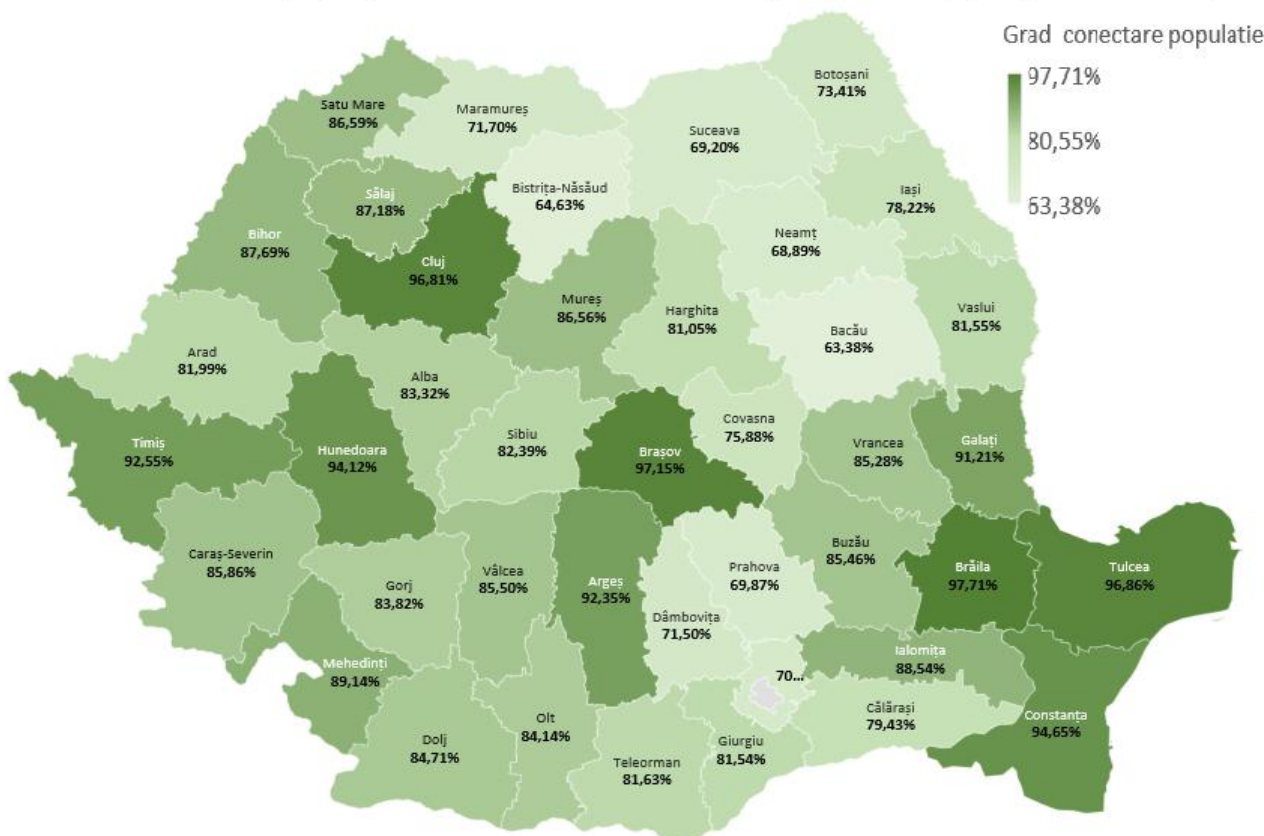 Grad conectare populatie
97,71%
80,55%
63,38%
Botoșani
73,41%
Satu Mare
86,59%
Maramureș
71,70%
Suceava
69,20%
Bistrița-Năsăud
64,63%
Iași
78,22%
Sălaj
87,18%
Bihor
87,69%
Neamț
68,89%
Cluj
96,81%
Mureș
86,56%
Harghita
81,05%
Vaslui
81,55%
Bacău
63,38%
Arad
81,99%
Alba
83,32%
Sibiu
82,39%
Covasna
75,88%
Timiș
92,55%
Hunedoara
94,12%
Brașov
97,15%
Vrancea
85,28%
Galați
91,21%
Caraș-Severin
85,86%
Gorj
83,82%
Vâlcea
85,50%
Argeș
92,35%
Prahova
69,87%
Buzău
85,46%
Brăila
97,71%
Tulcea
96,86%
Dâmbovița
71,50%
Mehedinți
89,14%
70...
Ialomița
88,54%
Călărași
79,43%
Constanța
94,65%
Dolj
84,71%
Olt
84,14%
Teleorman
81,63%
Giurgiu
81,54%